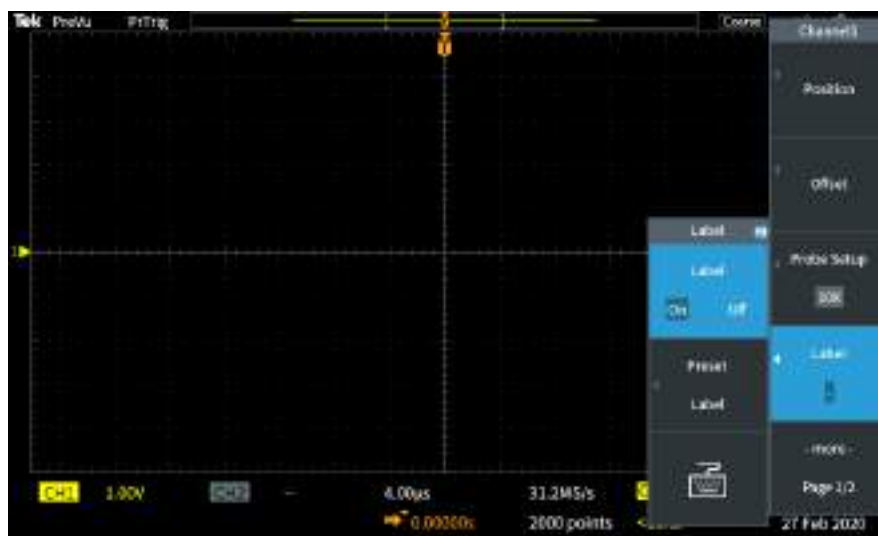 Tek PreVu PrTrig Coarse
Channel1
Position
Offset
Probe Setup
10X
Label
- more -
Page 1/2
Label
Label
On Off
Preset
Label
CH1 1.00V CH2 4.00µs 31.2MS/s
0.00000s 2000 points
27 Feb 2020